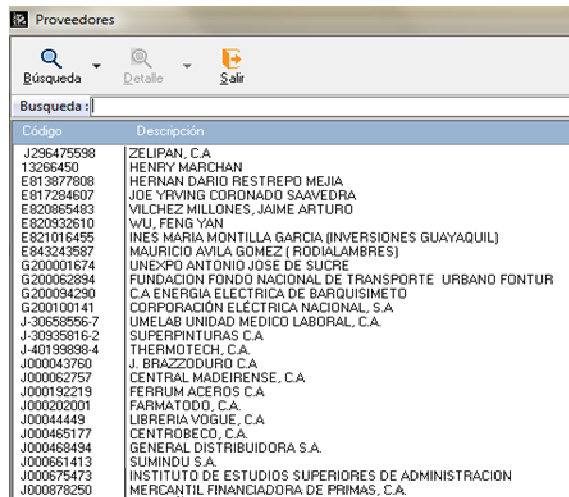 Proveedores
Búsqueda Detalle Salir
Busqueda :
Código Descripción
J296475598 ZELIPAN, C.A
13266450 HENRY MARCHAN
E813877808 HERNAN DARIO RESTREPO MEJIA
E817284607 JOE YRVING CORONADO SAAVEDRA
E820865483 VILCHEZ MILLONES, JAIME ARTURO
E820932610 WU, FENG YAN
E821016455 INES MARIA MONTILLA GARCIA (INVERSIONES GUAYAQUIL)
E843243587 MAURICIO AVILA GOMEZ ( RODIALAMBRES)
G200001674 UNEXPO ANTONIO JOSE DE SUCRE
G200062894 FUNDACION FONDO NACIONAL DE TRANSPORTE URBANO FONTUR
G200094290 C.A ENERGIA ELECTRICA DE BARQUISIMETO
G200100141 CORPORACIÓN ELÉCTRICA NACIONAL, S.A
J-30658556-7 UMELAB UNIDAD MEDICO LABORAL, C.A.
J-30935816-2 SUPERPINTURAS C.A
J-40199898-4 THERMOTECH, C.A.
J000043760 J. BRAZZODURO C.A
J000062757 CENTRAL MADEIRENSE, C.A
J000192219 FERRUM ACEROS C.A
J000202001 FARMATODO, C.A.
J00044449 LIBRERIA VOGUE, C.A
J000465177 CENTROBECO, C.A
J000468494 GENERAL DISTRIBUIDORA S.A.
J000661413 SUMINDU S.A.
J000675473 INSTITUTO DE ESTUDIOS SUPERIORES DE ADMINISTRACION
J000878250 MERCANTIL FINANCIADORA DE PRIMAS, C.A.